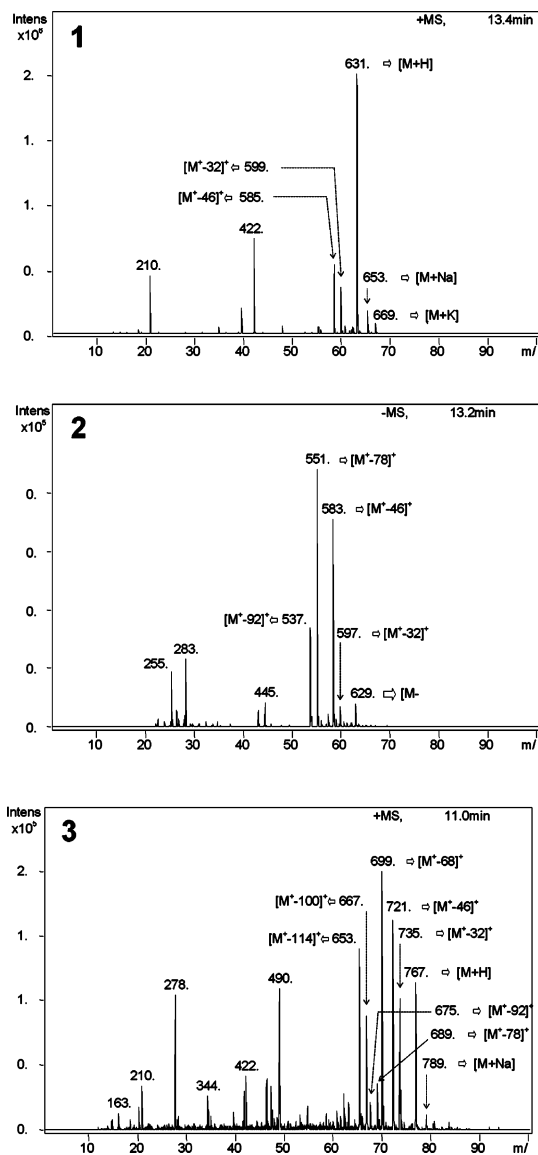 Intens
x10⁶
1
+MS, 13.4min
2.
1.
1.
0.
0.
631. ⇨ [M+H]
[M⁺-32]⁺ ⇦ 599.
[M⁺-46]⁺ ⇦ 585.
422.
210.
653. ⇨ [M+Na]
669. ⇨ [M+K]
10 20 30 40 50 60 70 80 90 m/
Intens
x10⁵
2
-MS, 13.2min
0.
0.
0.
0.
0.
551. ⇨ [M⁺-78]⁺
583. ⇨ [M⁺-46]⁺
[M⁺-92]⁺ ⇦ 537.
597. ⇨ [M⁺-32]⁺
283.
255.
445.
629. ⇨ [M-
10 20 30 40 50 60 70 80 90 m/
Intens
x10⁵
3
+MS, 11.0min
2.
1.
1.
0.
0.
699. ⇨ [M⁺-68]⁺
[M⁺-100]⁺ ⇦ 667.
721. ⇨ [M⁺-46]⁺
[M⁺-114]⁺ ⇦ 653.
735. ⇨ [M⁺-32]⁺
767. ⇨ [M+H]
278.
490.
675. ⇨ [M⁺-92]⁺
689. ⇨ [M⁺-78]⁺
210.
422.
344.
789. ⇨ [M+Na]
163.
10 20 30 40 50 60 70 80 90 m/